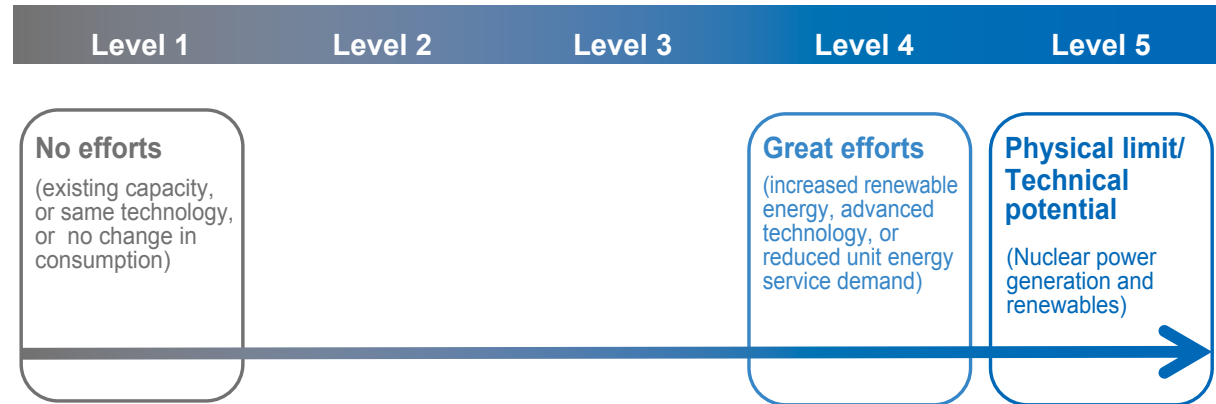 Level 1 Level 2 Level 3 Level 4 Level 5
No efforts
(existing capacity,
or same technology,
or no change in
consumption)
Great efforts
(increased renewable
energy, advanced
technology, or
reduced unit energy
service demand)
Physical limit/
Technical
potential
(Nuclear power
generation and
renewables)